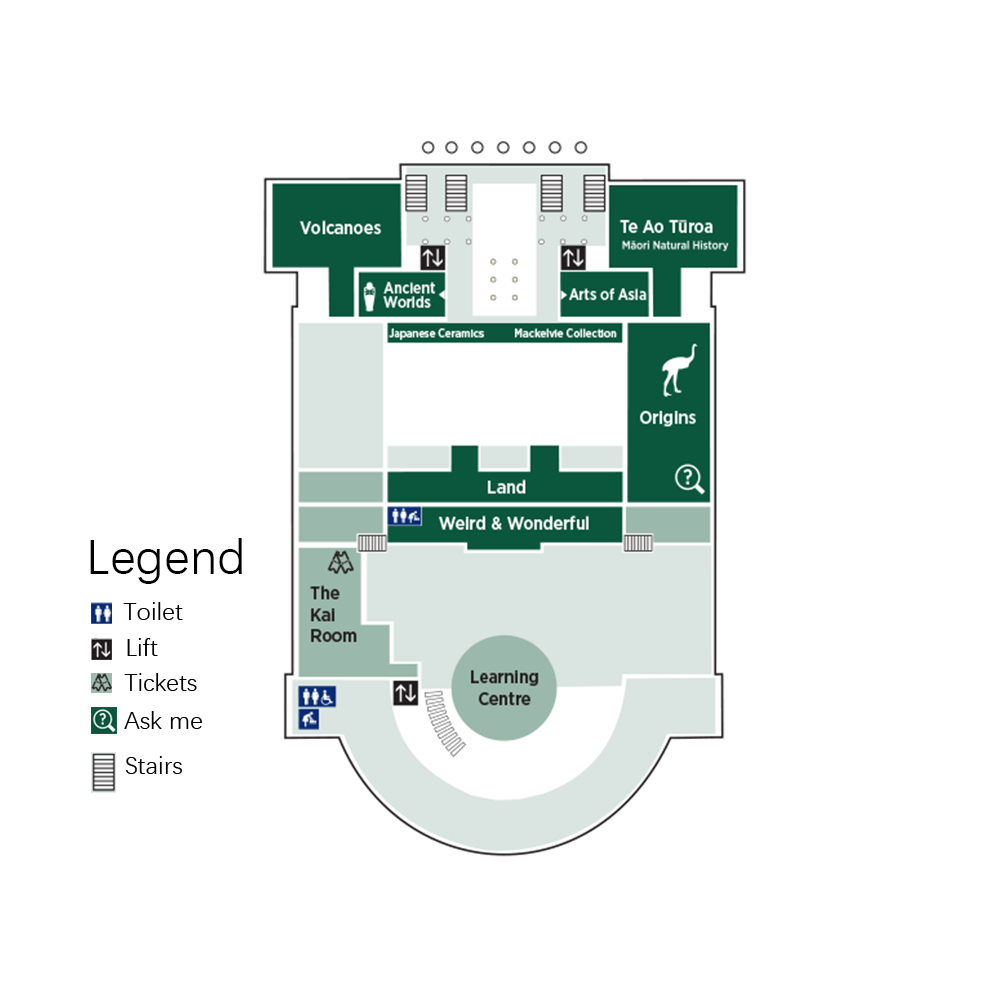 Volcanoes
Te Ao Tūroa
Māori Natural History
Ancient
Worlds
Arts of Asia
Japanese Ceramics
Mackelvie Collection
Origins
?
Land
Weird & Wonderful
The
Kai
Room
Learning
Centre
Legend
Toilet
Lift
Tickets
? Ask me
Stairs